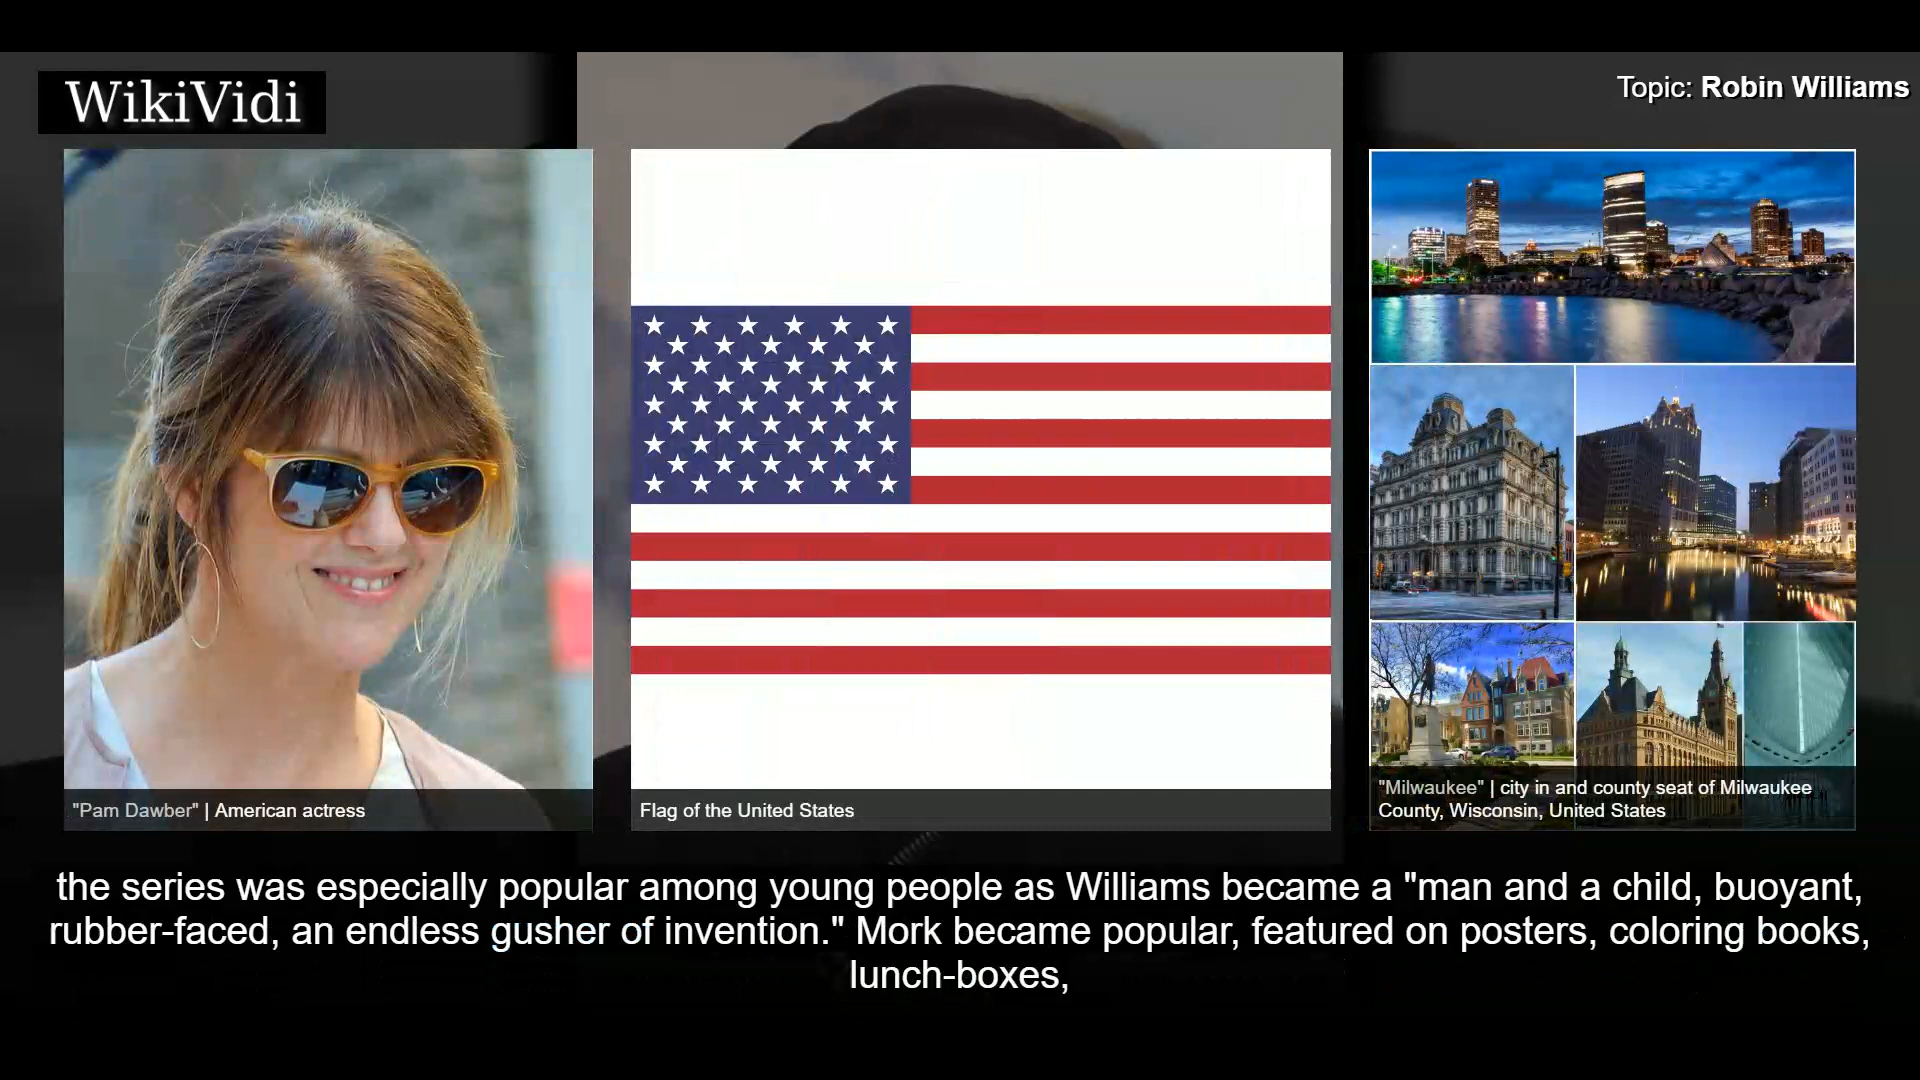 WikiVidi
Topic: Robin Williams
"Pam Dawber" | American actress
Flag of the United States
"Milwaukee" | city in and county seat of Milwaukee
County, Wisconsin, United States
the series was especially popular among young people as Williams became a "man and a child, buoyant,
rubber-faced, an endless gusher of invention." Mork became popular, featured on posters, coloring books,
lunch-boxes,